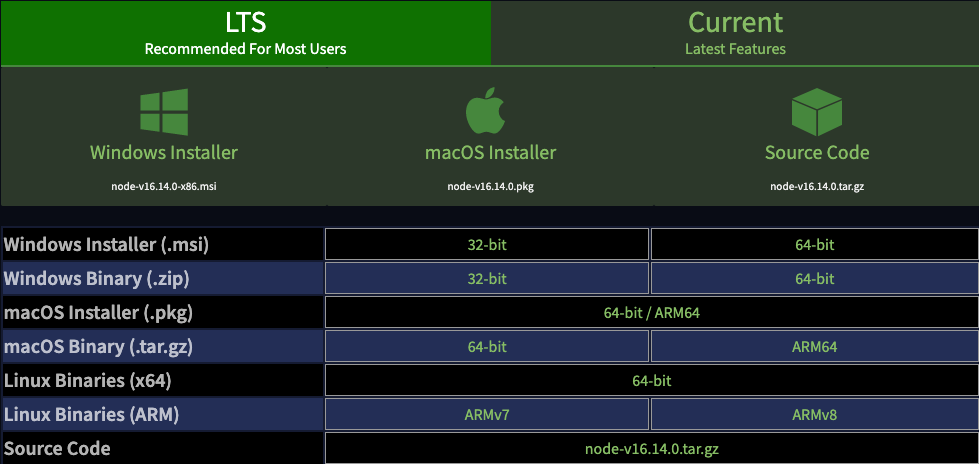 LTS
Recommended For Most Users
Current
Latest Features
Windows Installer
node-v16.14.0-x86.msi
macOS Installer
node-v16.14.0.pkg
Source Code
node-v16.14.0.tar.gz
Windows Installer (.msi) 32-bit 64-bit
Windows Binary (.zip) 32-bit 64-bit
macOS Installer (.pkg) 64-bit / ARM64
macOS Binary (.tar.gz) 64-bit ARM64
Linux Binaries (x64) 64-bit
Linux Binaries (ARM) ARMv7 ARMv8
Source Code node-v16.14.0.tar.gz